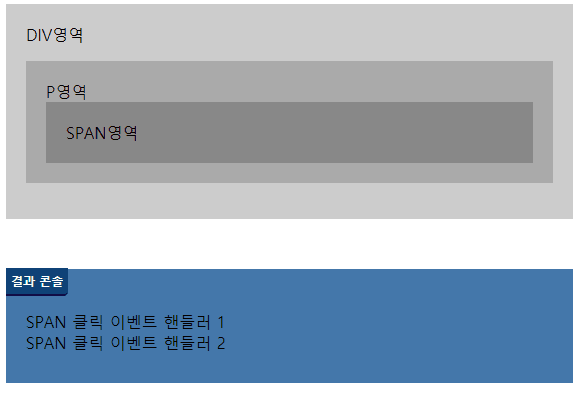 DIV영역
P영역
SPAN영역
결과 콘솔
SPAN 클릭 이벤트 핸들러 1
SPAN 클릭 이벤트 핸들러 2